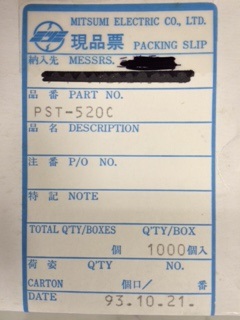 MITSUMI ELECTRIC CO., LTD.
現品票 PACKING SLIP
納入先 MESSRS.
品番 PART NO.
PST-520C
品名 DESCRIPTION
注番 P/O NO.
特記 NOTE
TOTAL QTY/BOXES Q'TY/BOX
個 1000個入
荷姿 Q'TY NO.
CARTON 個口/ 番
DATE 93.10.21.